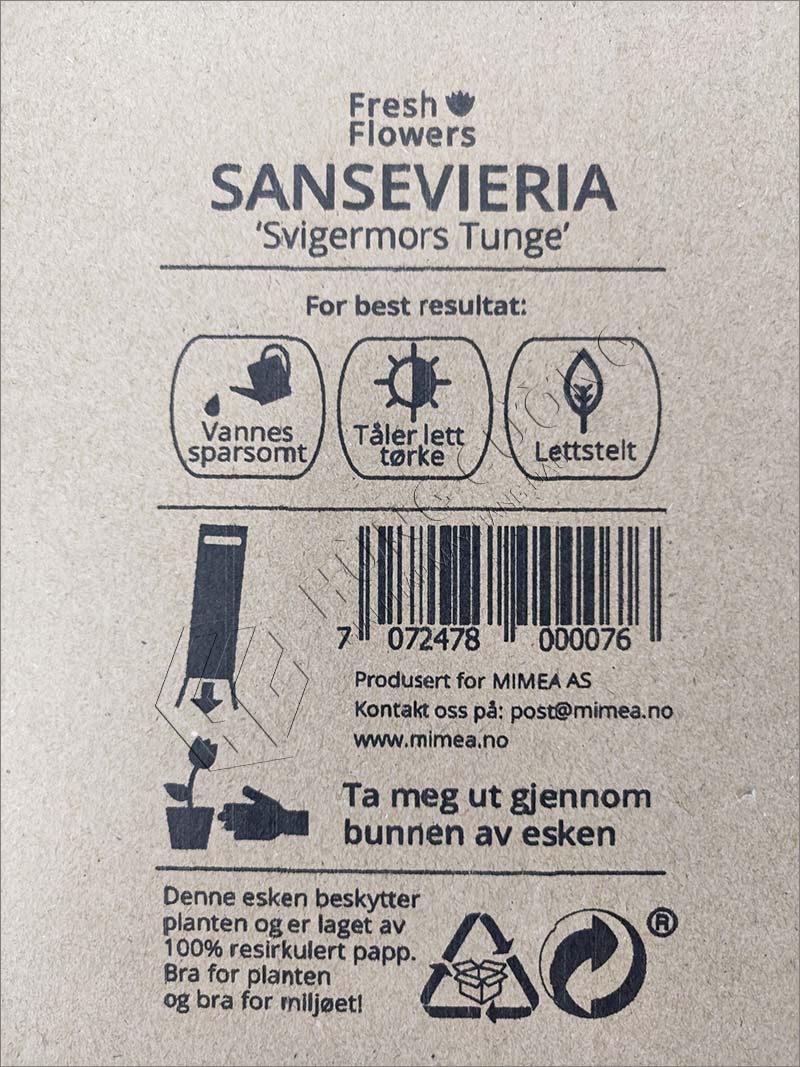 Fresh
Flowers
SANSEVIERIA
‘Svigermors Tunge’
For best resultat:
Vannes
sparsomt
Tåler lett
tørke
Lettstelt
7 072478 000076
Produsert for MIMEA AS
Kontakt oss på: post@mimea.no
www.mimea.no
Ta meg ut gjennom
bunnen av esken
Denne esken beskytter
planten og er laget av
100% resirkulert papp.
Bra for planten
og bra for miljøet!
®